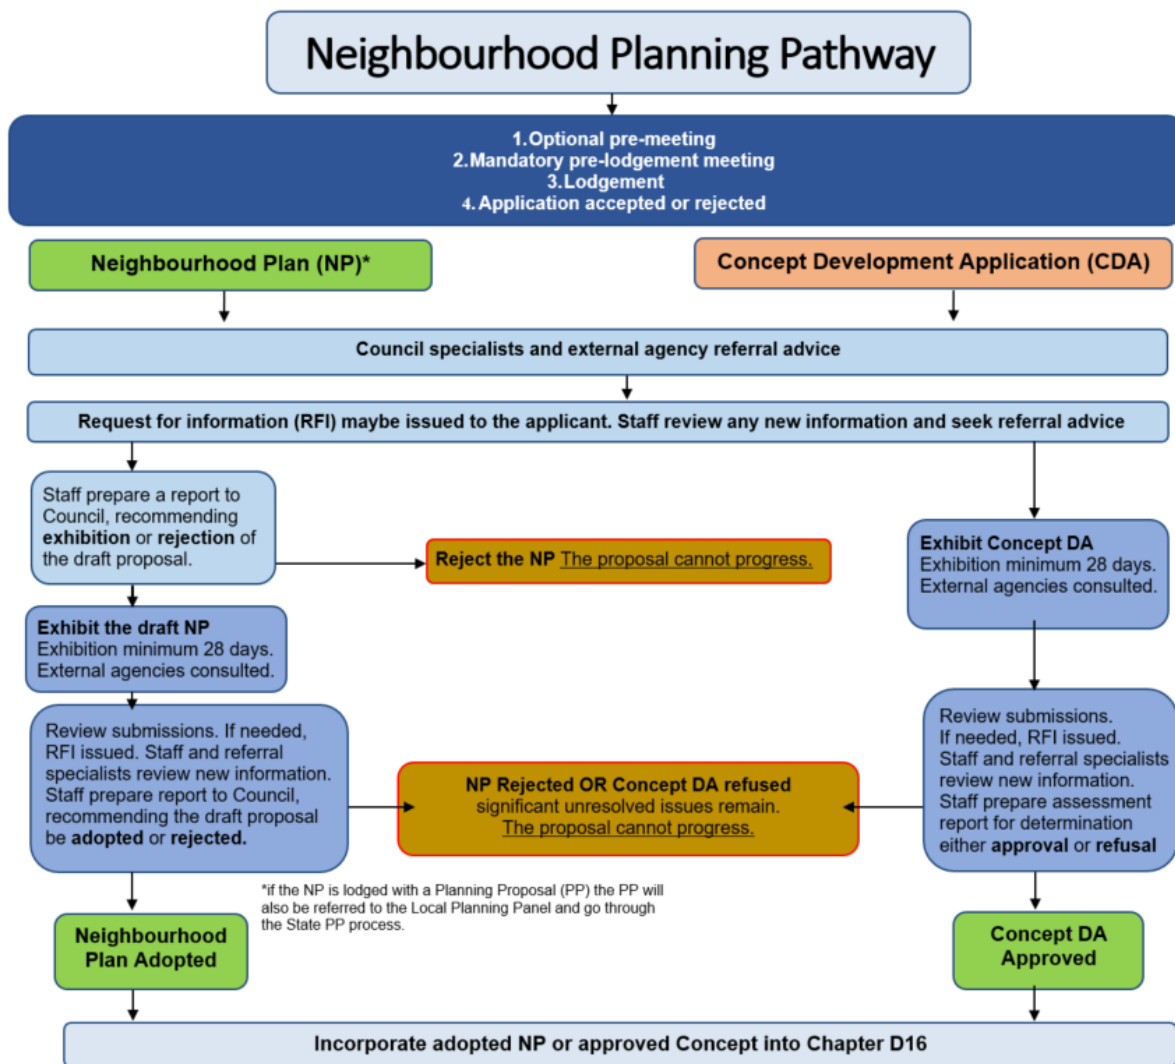 Neighbourhood Planning Pathway
1.Optional pre-meeting
2.Mandatory pre-lodgement meeting
3.Lodgement
4.Application accepted or rejected
Neighbourhood Plan (NP)*
Concept Development Application (CDA)
Council specialists and external agency referral advice
Request for information (RFI) maybe issued to the applicant. Staff review any new information and seek referral advice
Staff prepare a report to
Council, recommending
exhibition or rejection of
the draft proposal.
Reject the NP The proposal cannot progress.
Exhibit Concept DA
Exhibition minimum 28 days.
External agencies consulted.
Exhibit the draft NP
Exhibition minimum 28 days.
External agencies consulted.
Review submissions. If needed,
RFI issued. Staff and referral
specialists review new information.
Staff prepare report to Council,
recommending the draft proposal
be adopted or rejected.
NP Rejected OR Concept DA refused
significant unresolved issues remain.
The proposal cannot progress.
Review submissions.
If needed, RFI issued.
Staff and referral specialists
review new information.
Staff prepare assessment
report for determination
either approval or refusal
*if the NP is lodged with a Planning Proposal (PP) the PP will
also be referred to the Local Planning Panel and go through
the State PP process.
Neighbourhood
Plan Adopted
Concept DA
Approved
Incorporate adopted NP or approved Concept into Chapter D16